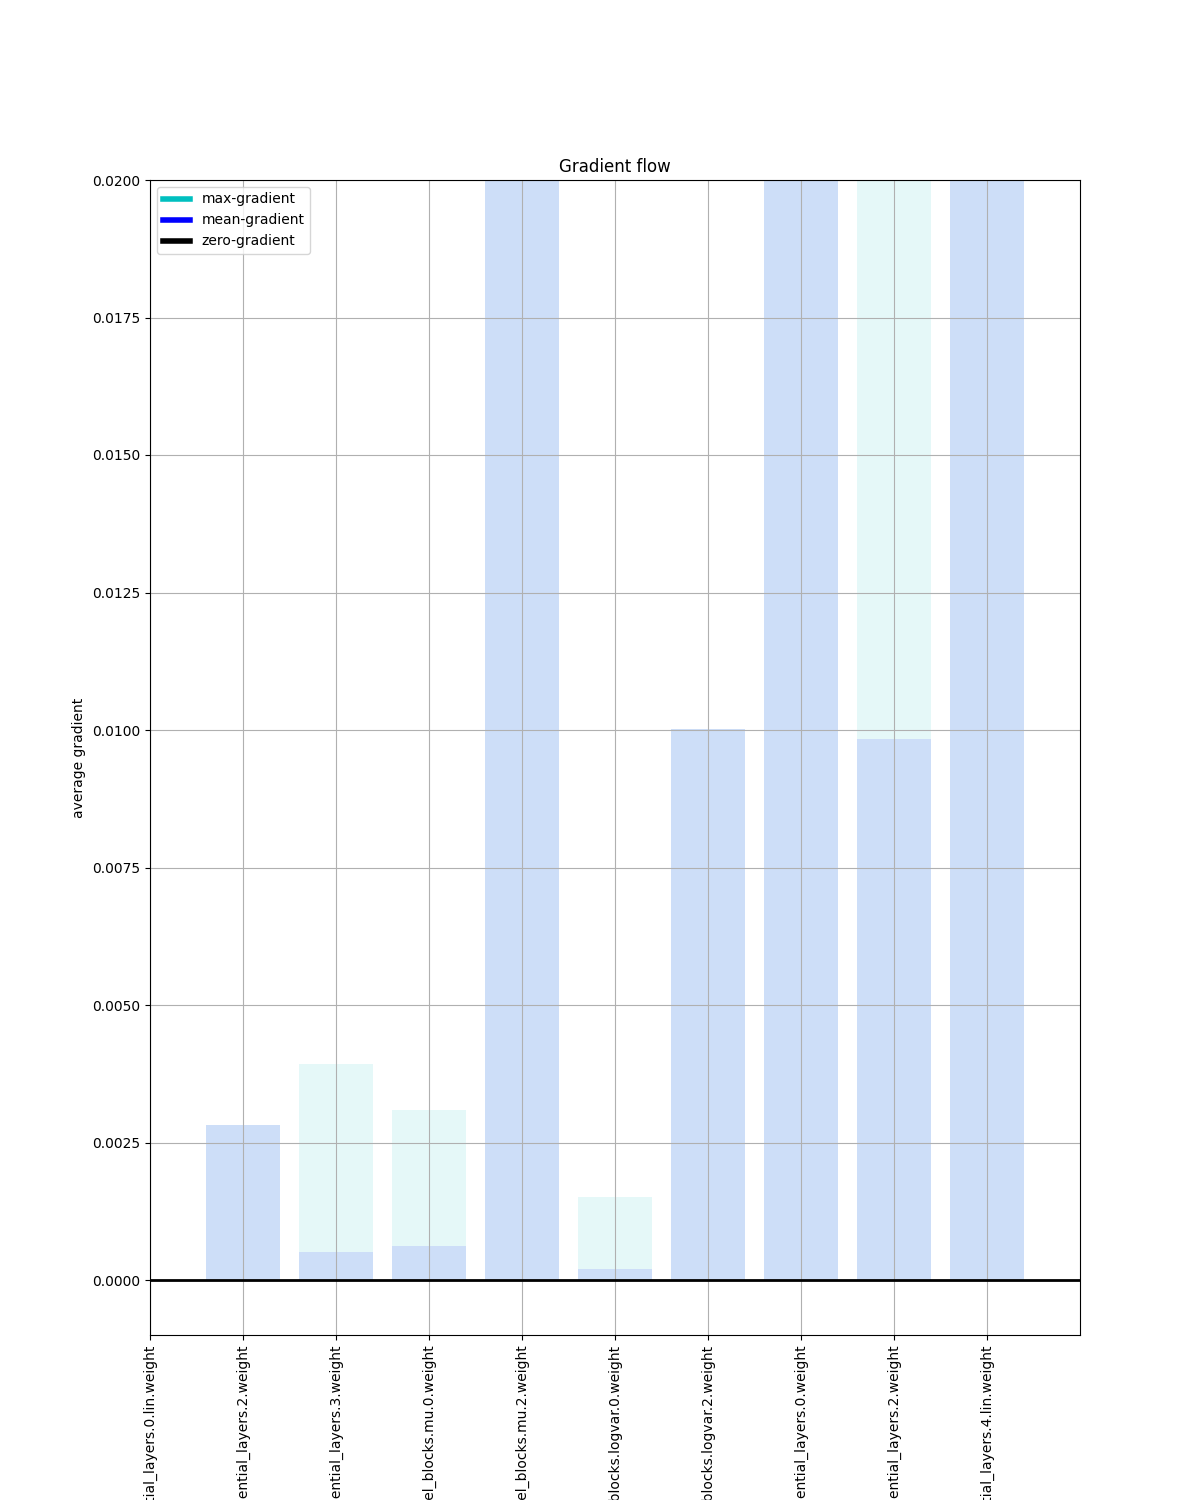 Gradient flow
max-gradient
mean-gradient
zero-gradient
0.0200
0.0175
0.0150
0.0125
0.0100
0.0075
0.0050
0.0025
0.0000
average gradient
tial_layers.0.lin.weight
ential_layers.2.weight
ential_layers.3.weight
el_blocks.mu.0.weight
el_blocks.mu.2.weight
blocks.logvar.0.weight
blocks.logvar.2.weight
ential_layers.0.weight
ential_layers.2.weight
tial_layers.4.lin.weight